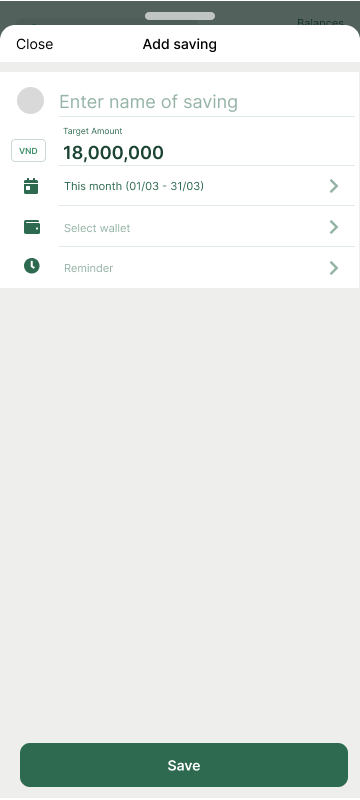 Balances
Close
Add saving
Enter name of saving
Target Amount
VND
18,000,000
This month (01/03 - 31/03)
Select wallet
Reminder
Save